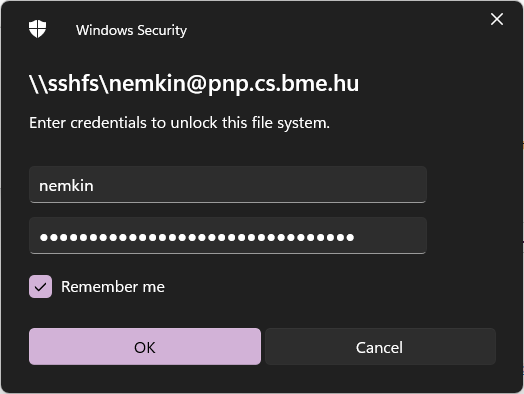 Windows Security
\\sshfs\nemkin@pnp.cs.bme.hu
Enter credentials to unlock this file system.
nemkin
●●●●●●●●●●●●●●●●●●●●●●●●●●●●●●●●
Remember me
OK Cancel